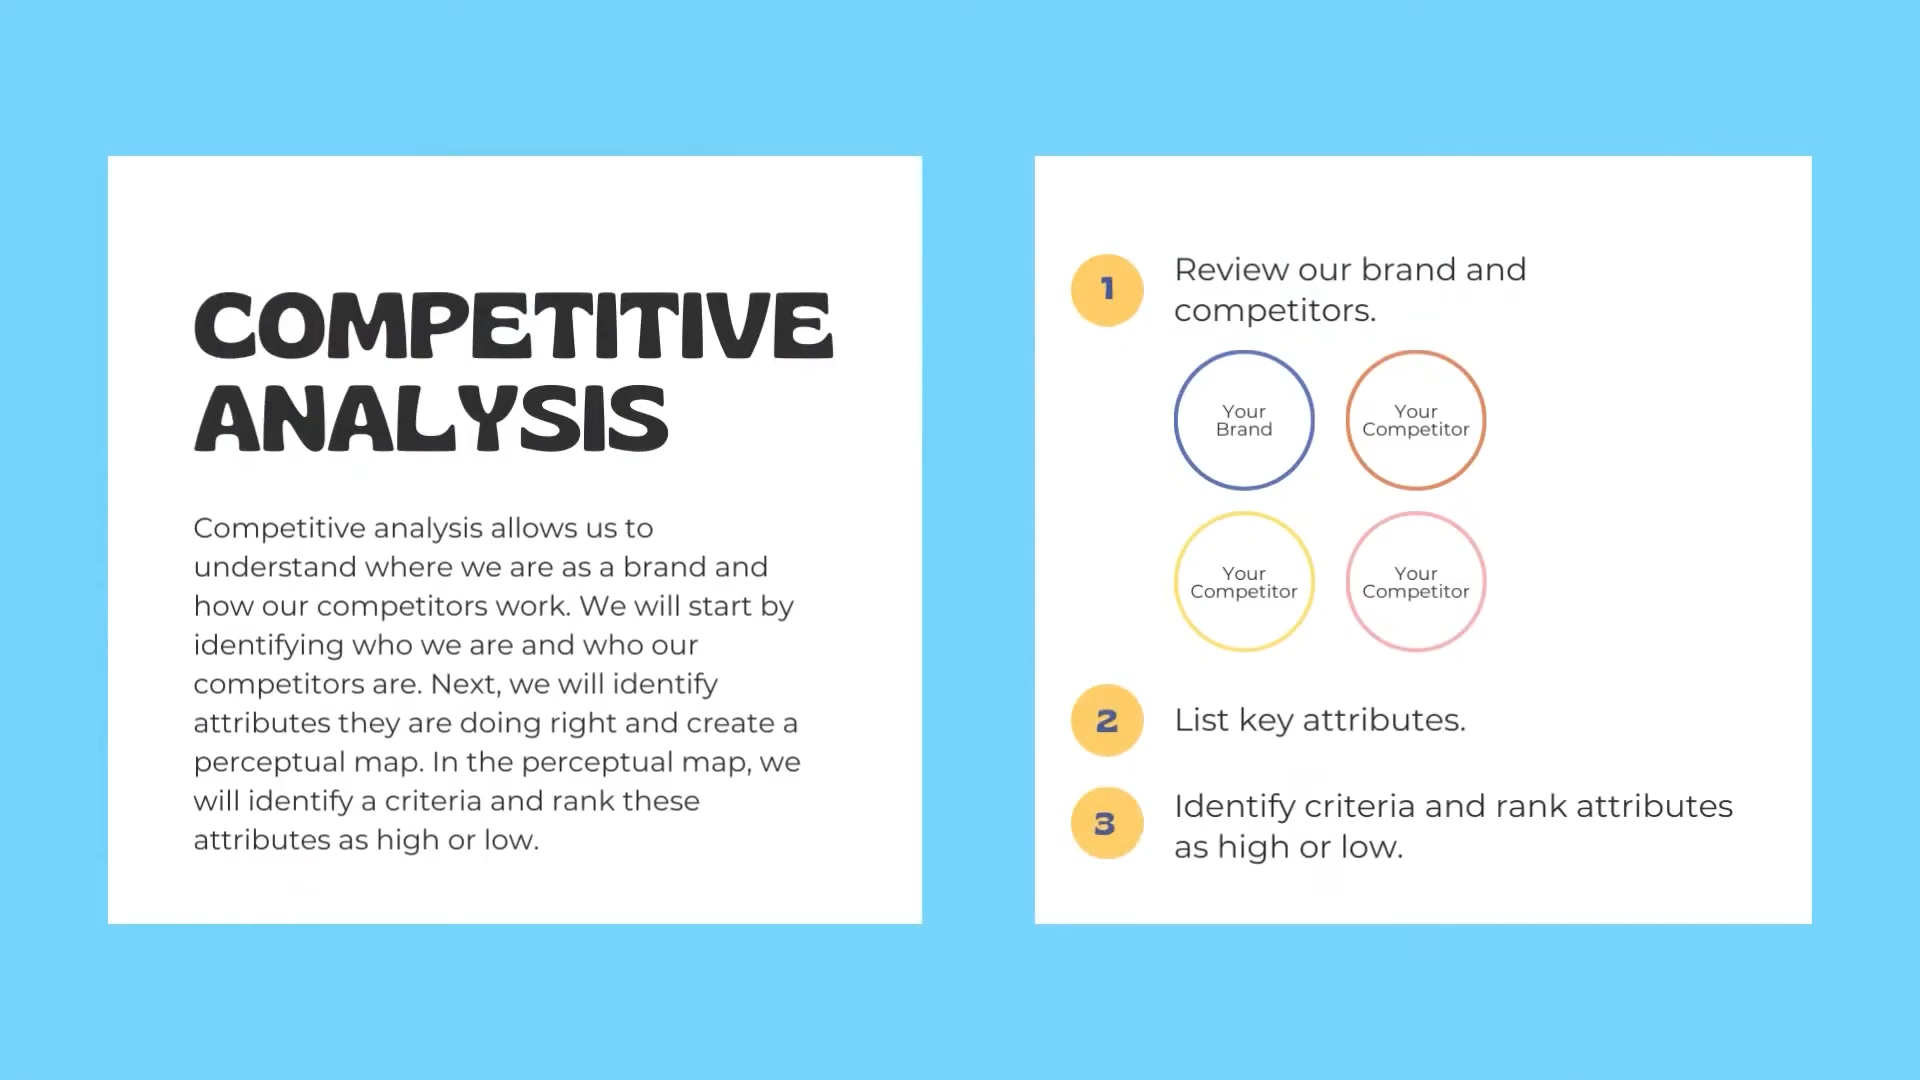 COMPETITIVE
ANALYSIS
Competitive analysis allows us to
understand where we are as a brand and
how our competitors work. We will start by
identifying who we are and who our
competitors are. Next, we will identify
attributes they are doing right and create a
perceptual map. In the perceptual map, we
will identify a criteria and rank these
attributes as high or low.
1
Review our brand and
competitors.
Your
Brand
Your
Competitor
Your
Competitor
Your
Competitor
2
List key attributes.
3
Identify criteria and rank attributes
as high or low.